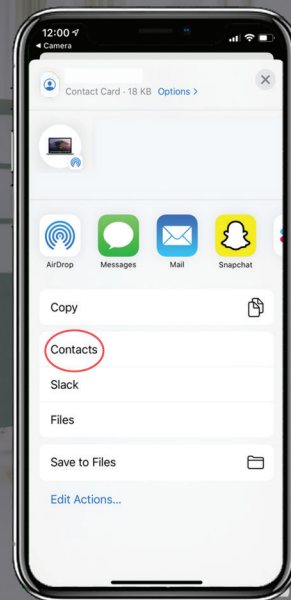 12:00
◀ Camera
Contact Card · 18 KB Options >
AirDrop
Messages
Mail
Snapchat
Copy
Contacts
Slack
Files
Save to Files
Edit Actions...